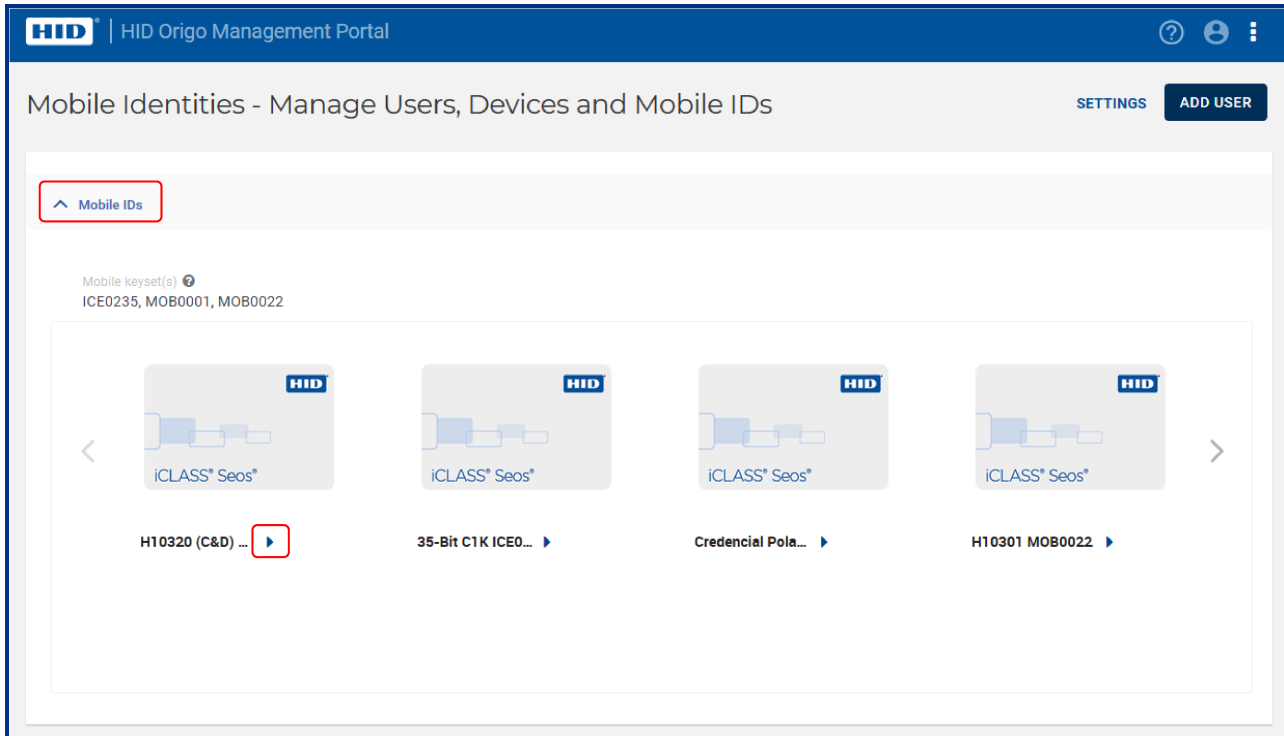 HID® | HID Origo Management Portal
Mobile Identities - Manage Users, Devices and Mobile IDs
SETTINGS
ADD USER
Mobile IDs
Mobile keyset(s)
ICE0235, MOB0001, MOB0022
HID HID HID HID
iCLASS® Seos® iCLASS® Seos® iCLASS® Seos® iCLASS® Seos®
H10320 (C&D) ... 35-Bit C1K ICE0... Credencial Pola... H10301 MOB0022